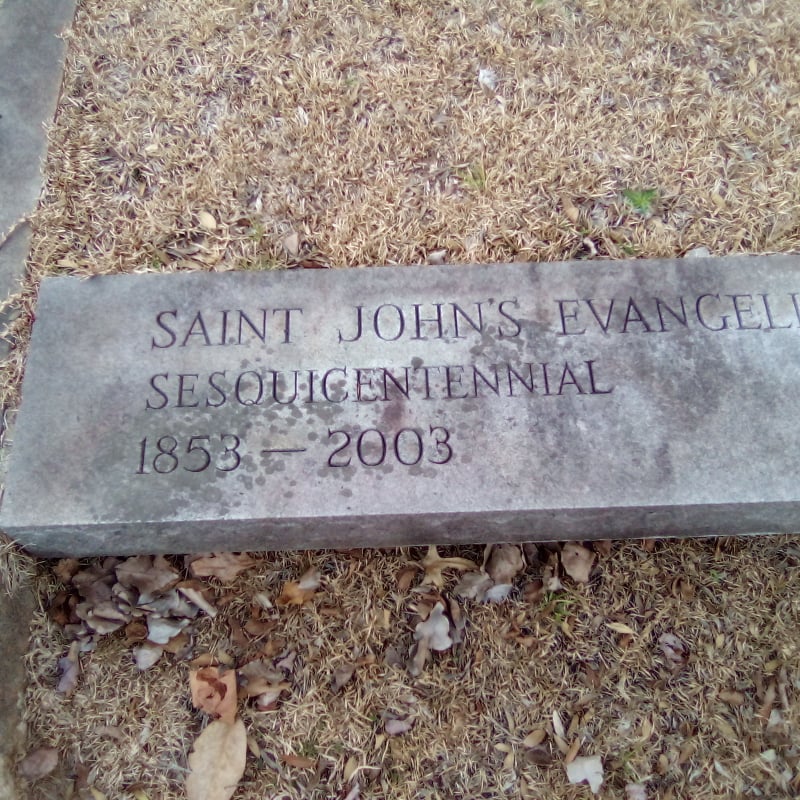 SAINT JOHN'S EVANGELI
SESQUICENTENNIAL
1853 — 2003